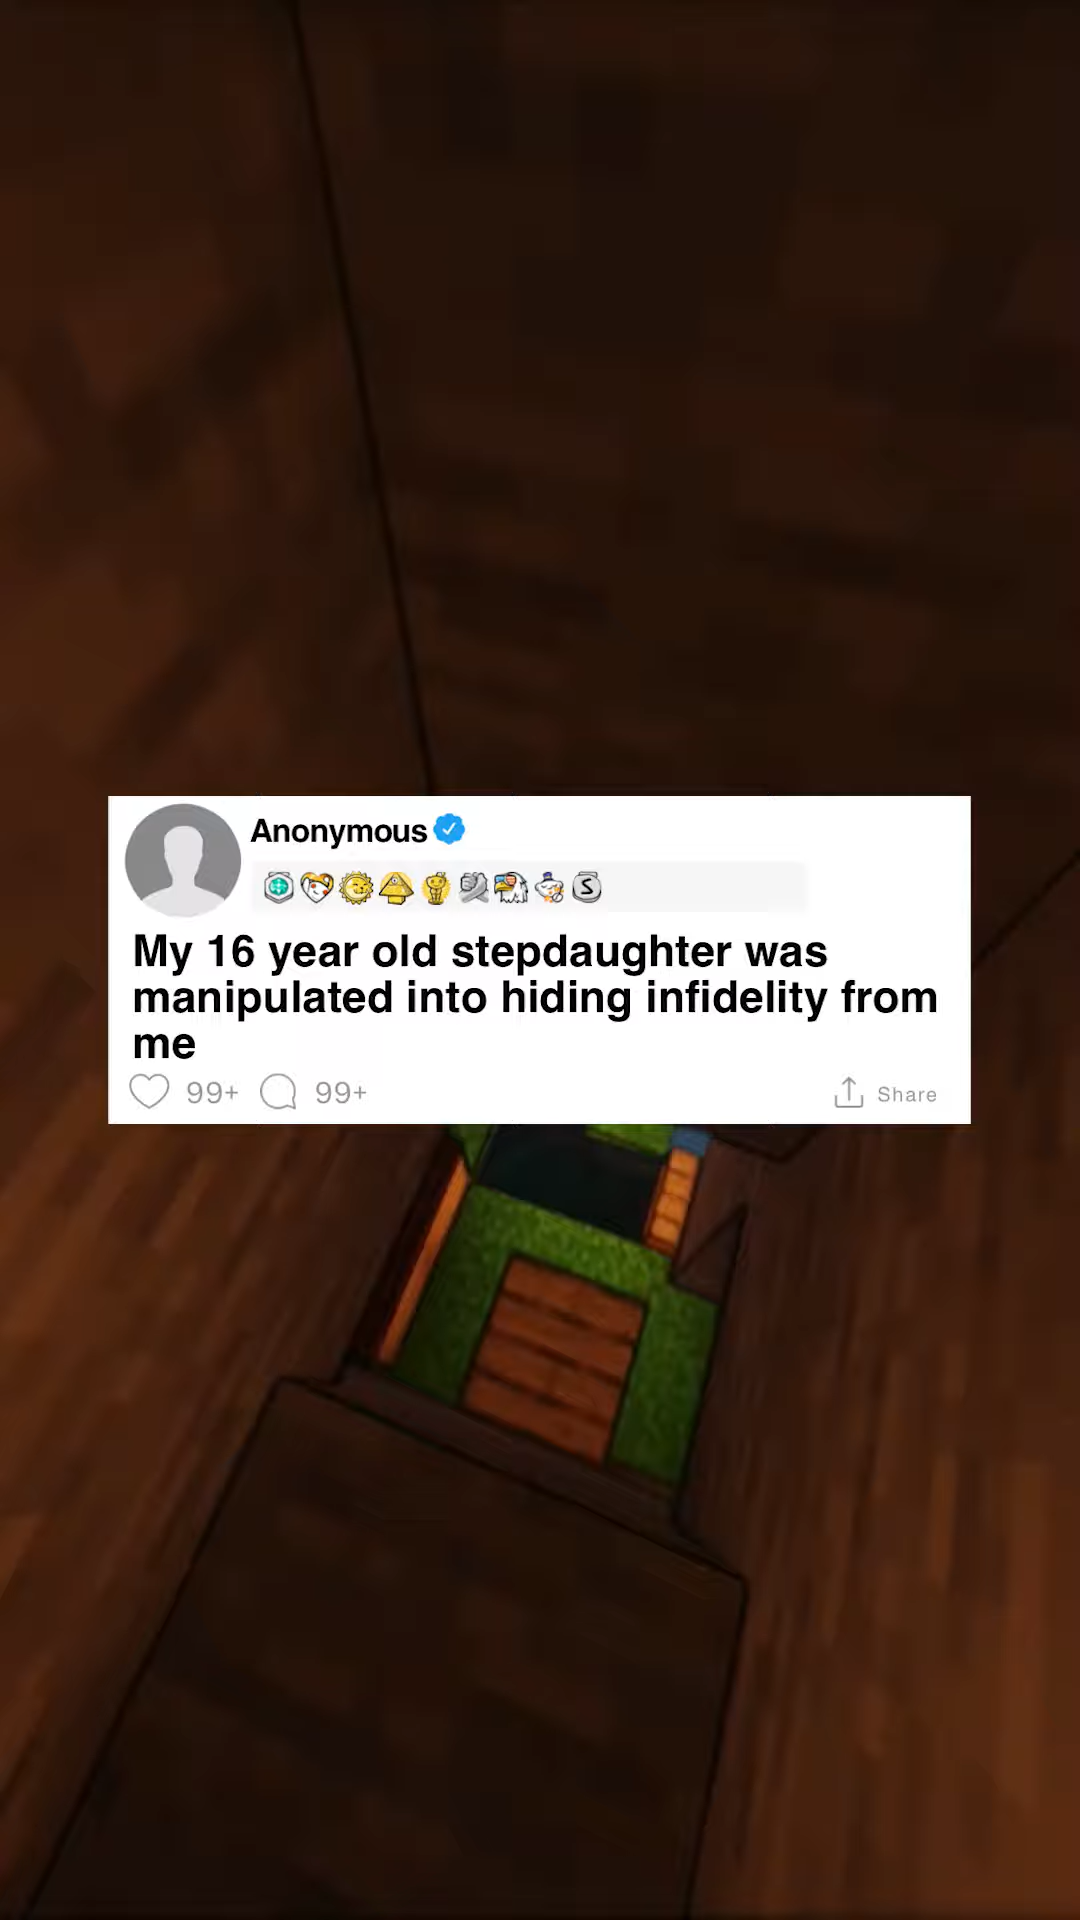 Anonymous
My 16 year old stepdaughter was
manipulated into hiding infidelity from
me
99+ 99+ Share